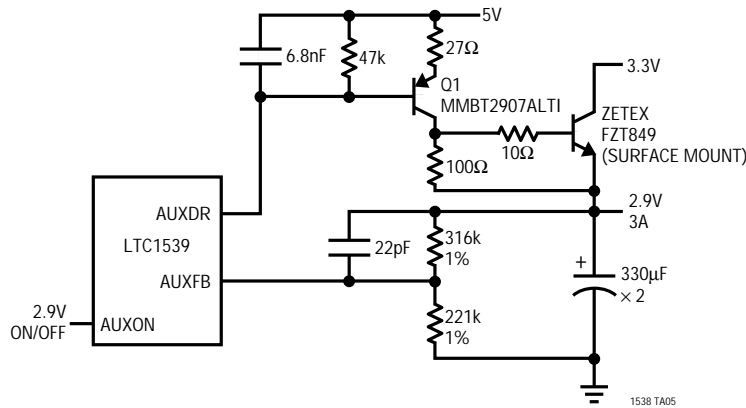 5V
6.8nF
47k
27Ω
Q1
MMBT2907ALTI
3.3V
ZETEX
FZT849
(SURFACE MOUNT)
10Ω
100Ω
AUXDR
LTC1539
AUXFB
AUXON
2.9V
ON/OFF
22pF
316k
1%
221k
1%
2.9V
3A
+
330µF
× 2
1538 TA05